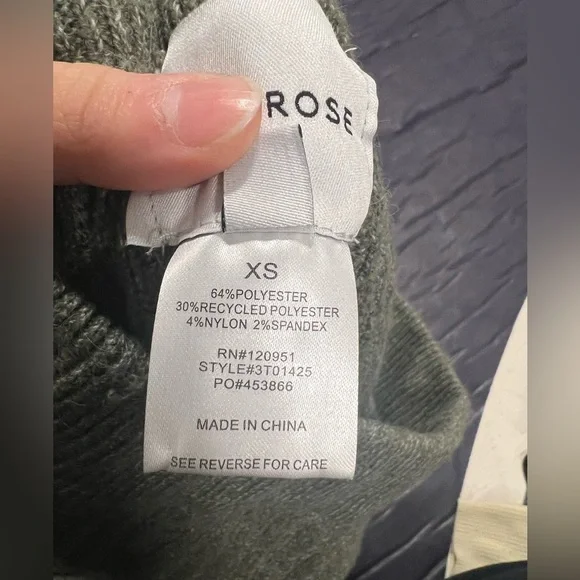 ROSE
XS
64%POLYESTER
30%RECYCLED POLYESTER
4%NYLON 2%SPANDEX
RN#120951
STYLE#3T01425
PO#453866
MADE IN CHINA
SEE REVERSE FOR CARE